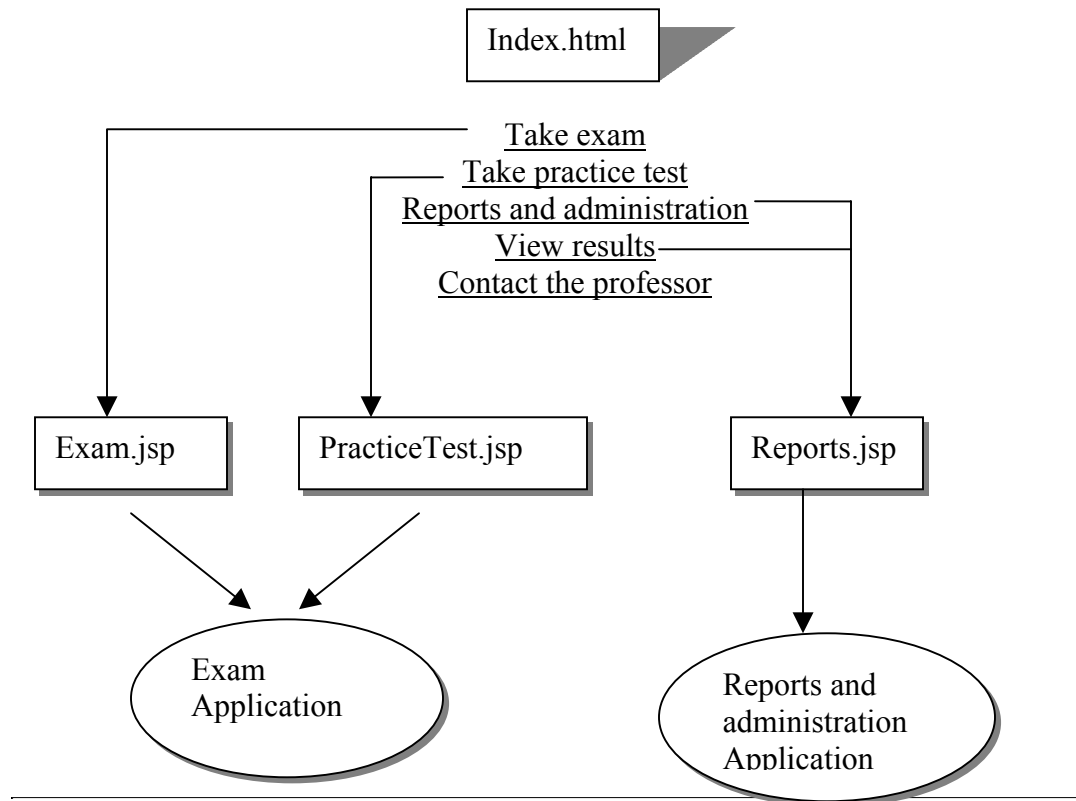 Index.html
Take exam
Take practice test
Reports and administration
View results
Contact the professor
Exam.jsp
PracticeTest.jsp
Reports.jsp
Exam
Application
Reports and
administration
Application